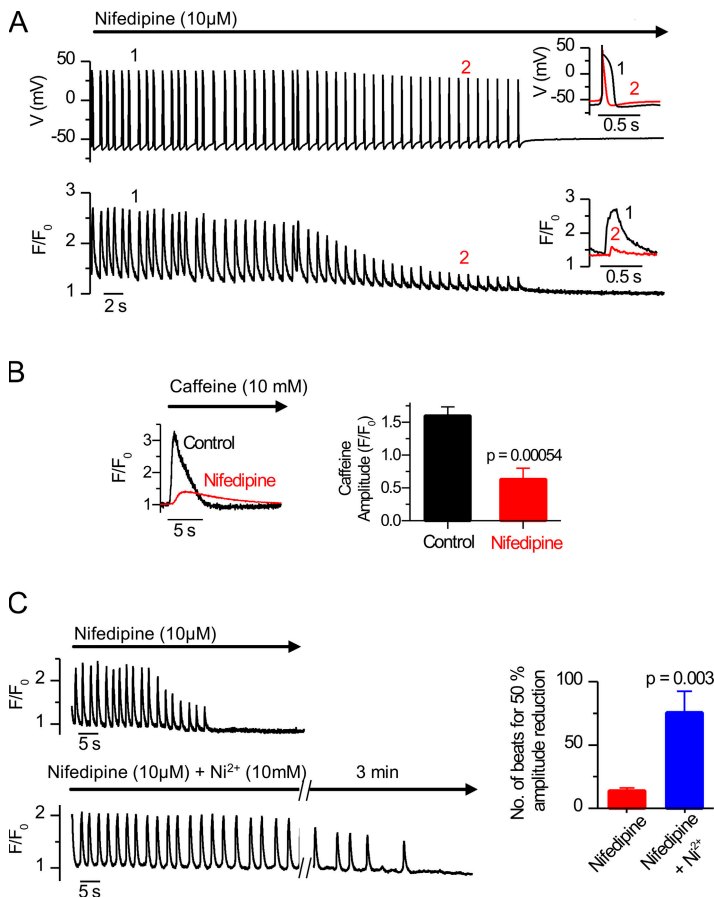 A
Nifedipine (10µM)
50
0
-50
V (mV)
1
2
50
0
-50
V (mV)
1
2
0.5 s
3
2
1
F/F0
1
2
2 s
3
2
1
F/F0
1
2
0.5 s
B
Caffeine (10 mM)
3
2
1
F/F0
Control
Nifedipine
5 s
1.5
1.0
0.5
0.0
Caffeine
Amplitude (F/F0)
p = 0.00054
Control
Nifedipine
C
Nifedipine (10µM)
2
1
F/F0
5 s
Nifedipine (10µM) + Ni2+ (10mM)
3 min
2
1
F/F0
5 s
100
50
0
No. of beats for 50 %
amplitude reduction
p = 0.003
Nifedipine
Nifedipine
+ Ni2+